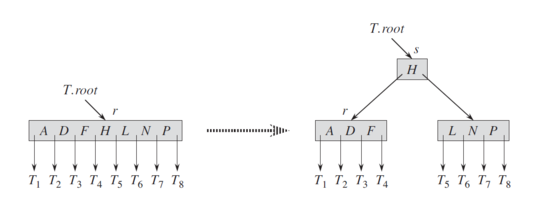 T.root
s
H
T.root
r
r
A D F H L N P
A D F
L N P
T1 T2 T3 T4 T5 T6 T7 T8
T1 T2 T3 T4
T5 T6 T7 T8